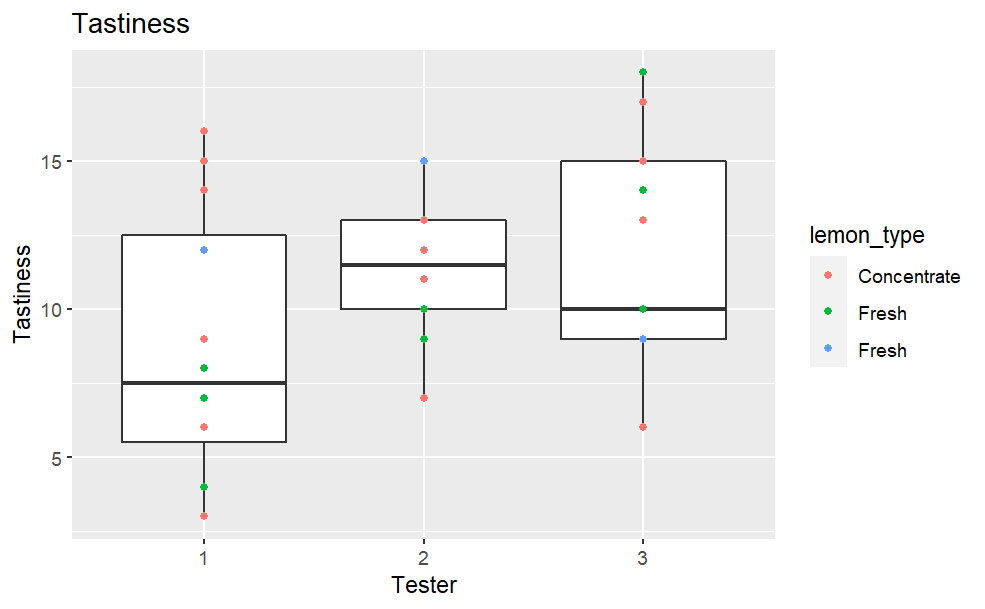 Tastiness
15
10
5
Tastiness
1
2
3
Tester
lemon_type
Concentrate
Fresh
Fresh